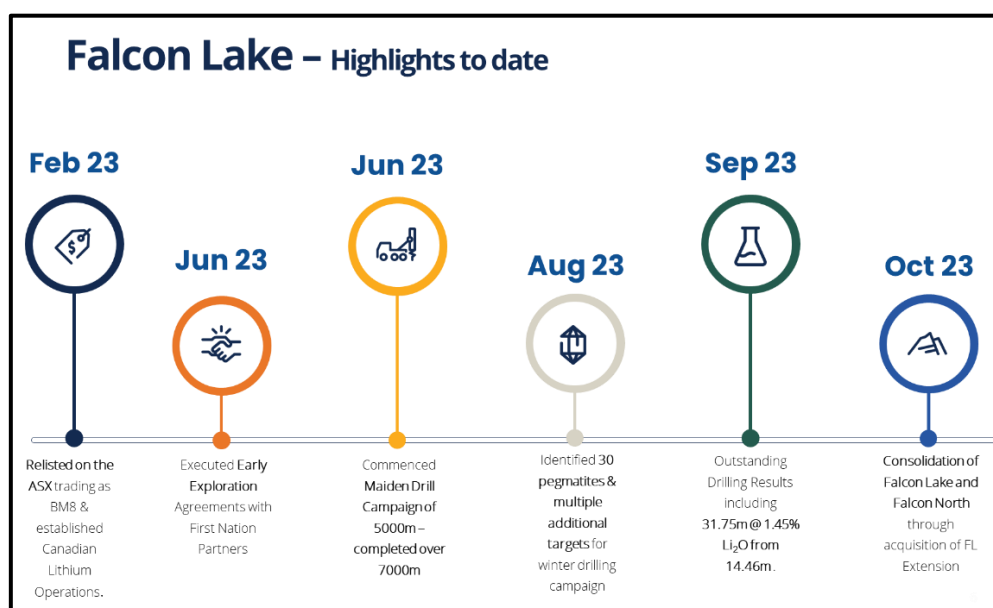 Falcon Lake – Highlights to date
Feb 23
Relisted on the
ASX trading as
BM8 &
established
Canadian
Lithium
Operations.
Jun 23
Executed Early
Exploration
Agreements with
First Nation
Partners
Jun 23
Commenced
Maiden Drill
Campaign of
5000m –
completed over
7000m
Aug 23
Identified 30
pegmatites &
multiple
additional
targets for
winter drilling
campaign
Sep 23
Outstanding
Drilling Results
including
31.75m @ 1.45%
Li₂O from
14.46m.
Oct 23
Consolidation of
Falcon Lake and
Falcon North
through
acquisition of FL
Extension